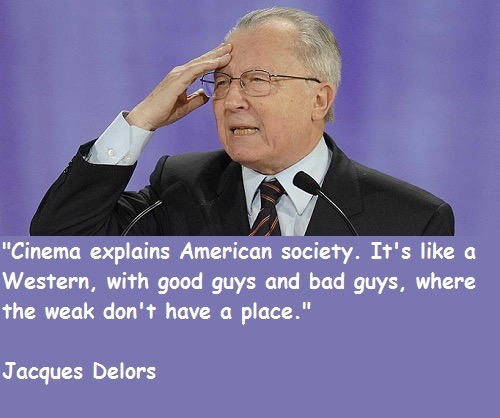 "Cinema explains American society. It's like a
Western, with good guys and bad guys, where
the weak don't have a place."
Jacques Delors